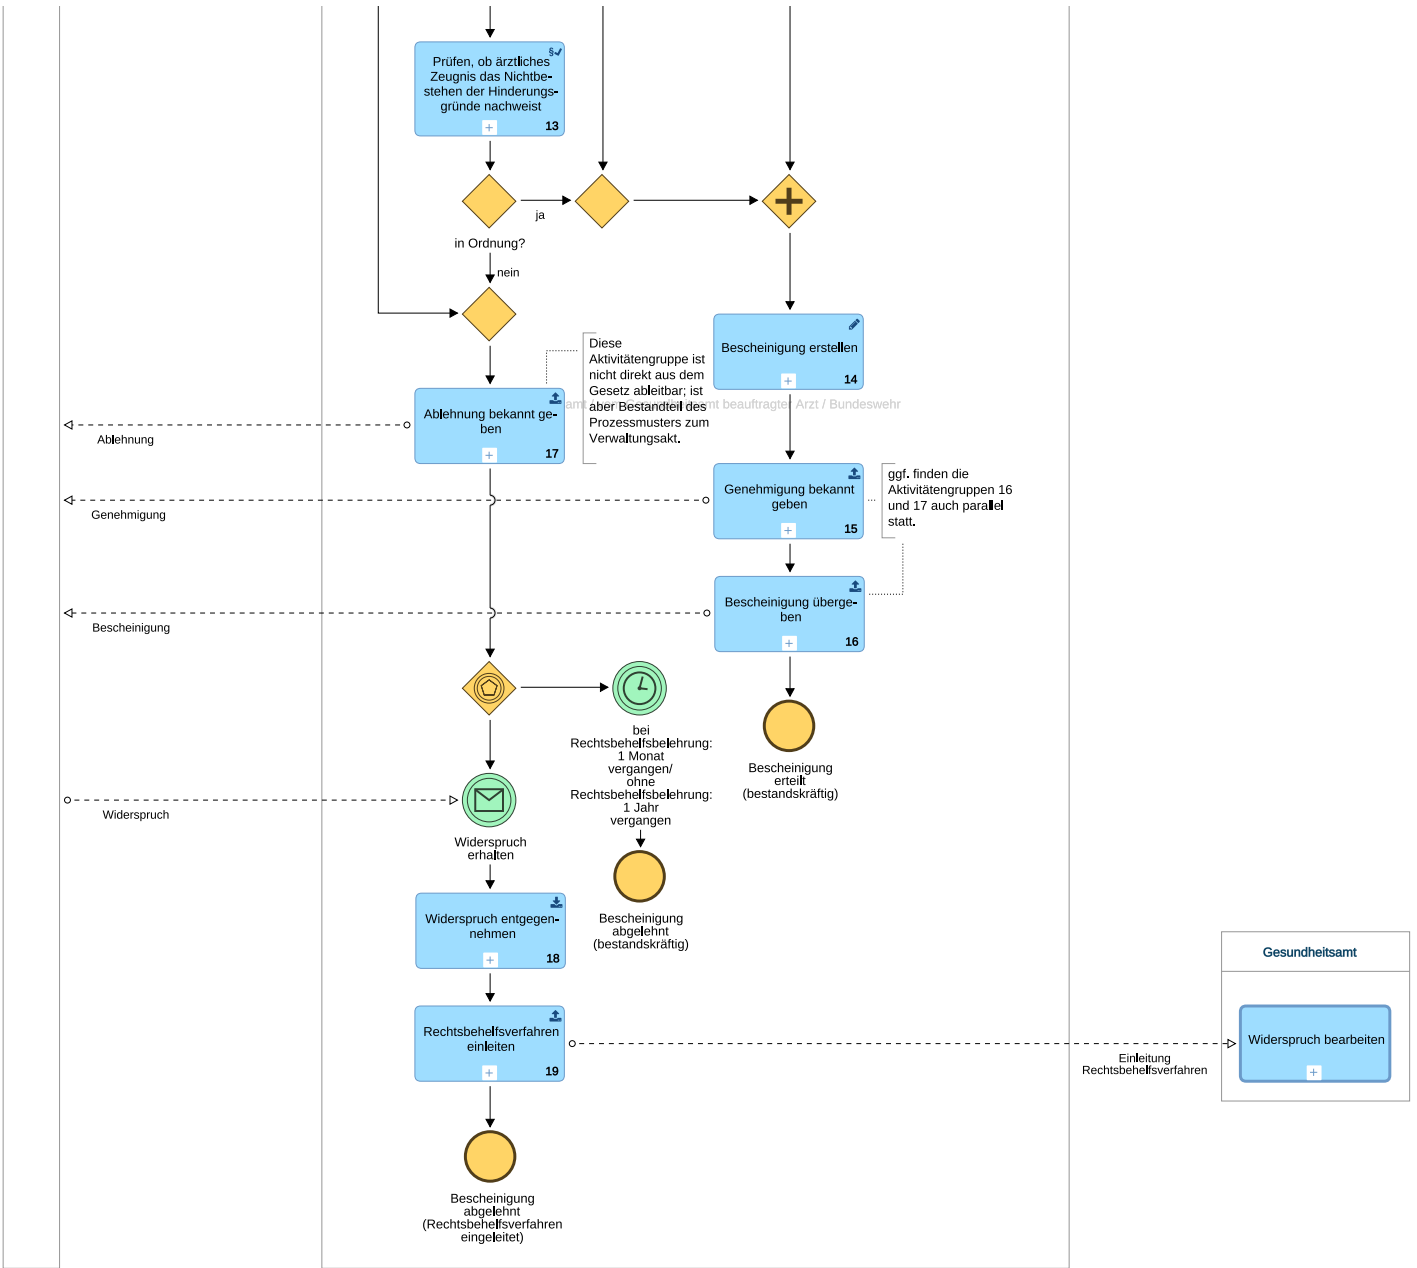 §
Prüfen, ob ärztliches
Zeugnis das Nichtbe-
stehen der Hinderungs-
gründe nachweist
13
ja
in Ordnung?
nein
Diese
Aktivitätengruppe ist
nicht direkt aus dem
Gesetz ableitbar; ist
aber Bestandteil des
Prozessmusters zum
Verwaltungsakt.
Bescheinigung erstellen
14
beauftragter Arzt / Bundeswehr
Ablehnung bekannt ge-
ben
17
Ablehnung
Genehmigung bekannt
geben
15
ggf. finden die
Aktivitätengruppen 16
und 17 auch parallel
statt.
Genehmigung
Bescheinigung überge-
ben
16
Bescheinigung
bei
Rechtsbehelfsbelehrung:
1 Monat
vergangen/
ohne
Rechtsbehelfsbelehrung:
1 Jahr
vergangen
Bescheinigung
erteilt
(bestandskräftig)
Widerspruch
Widerspruch
erhalten
Bescheinigung
abgelehnt
(bestandskräftig)
Widerspruch entgegen-
nehmen
18
Gesundheitsamt
Rechtsbehelfsverfahren
einleiten
19
Widerspruch bearbeiten
Einleitung
Rechtsbehelfsverfahren
Bescheinigung
abgelehnt
(Rechtsbehelfsverfahren
eingeleitet)